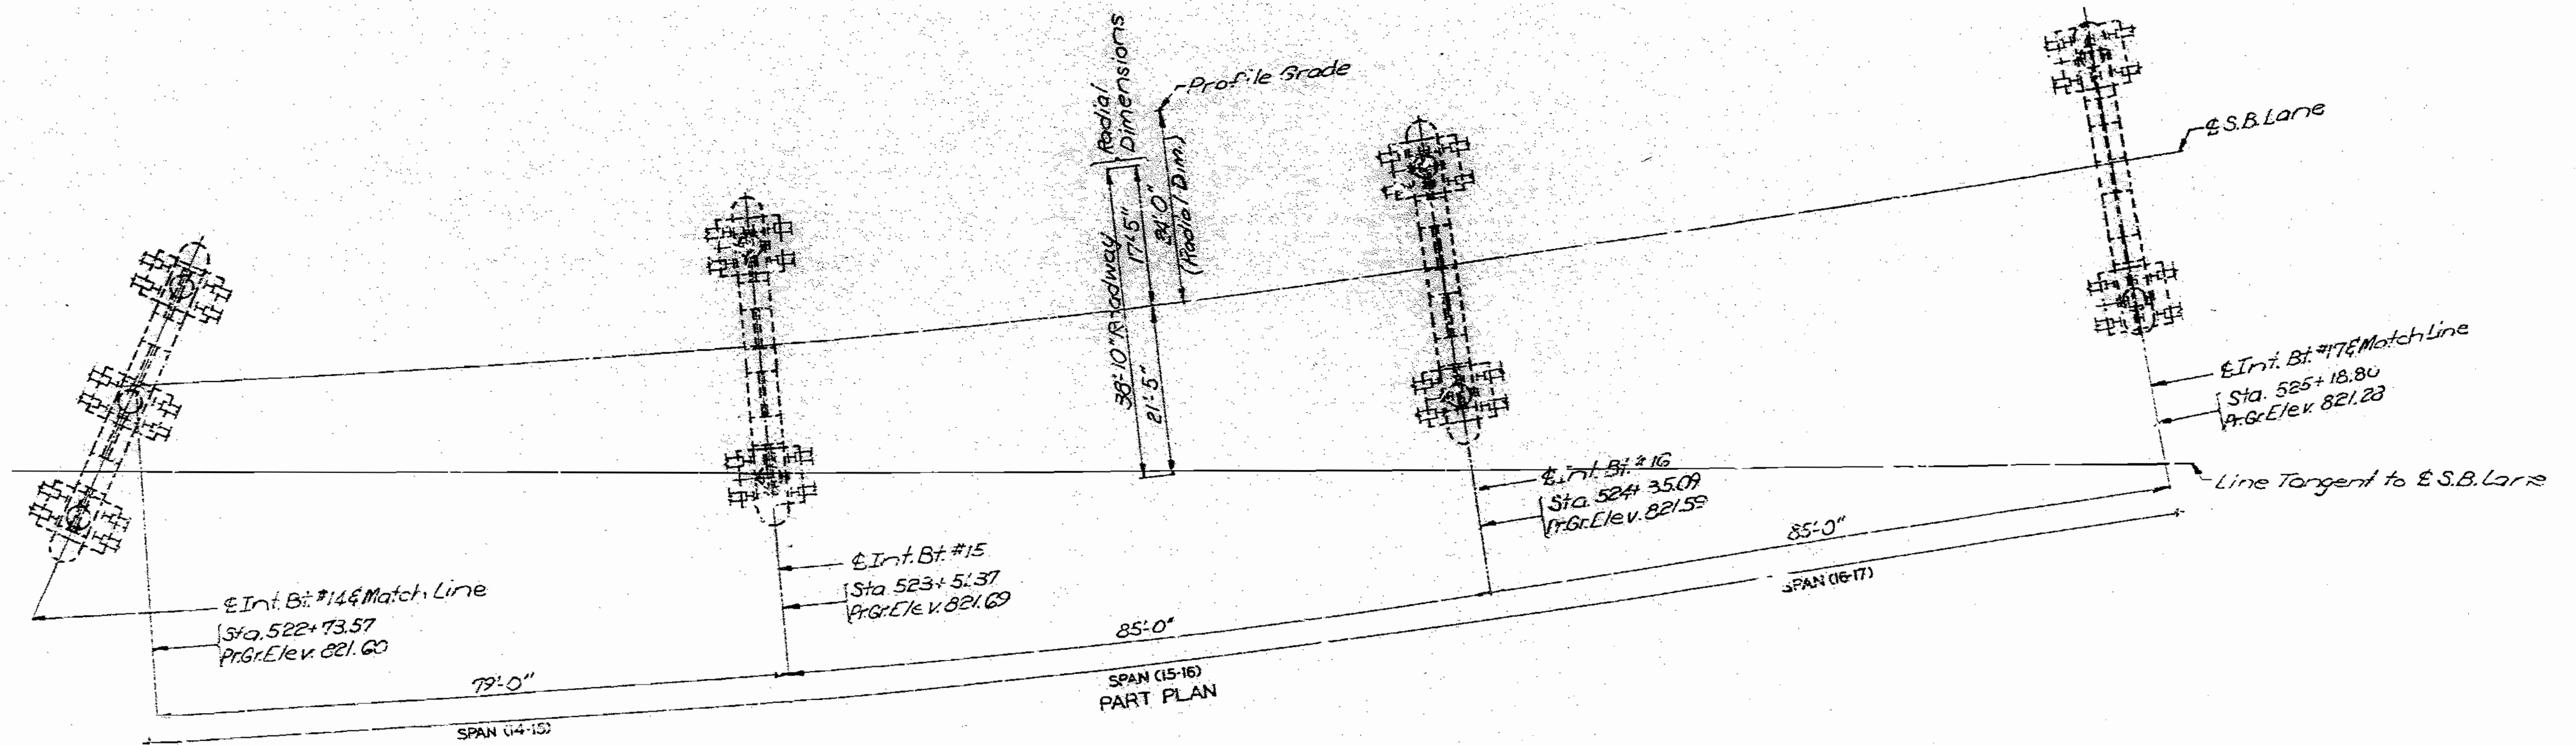 Radial
Dimensions
Profile Grade
38'-10" Roadway
17'-5"
24'-0"
(Radial Dim.)
21'-5"
℄ S.B. Lane
℄ Int. Bt. #17 & Match Line
Sta. 525+18.80
Pr.Gr.Elev. 821.28
Line Tangent to ℄ S.B. Lane
℄ Int. Bt. #16
Sta. 524+35.09
Pr.Gr.Elev. 821.59
℄ Int. Bt. #15
Sta. 523+51.37
Pr.Gr.Elev. 821.69
℄ Int. Bt. #14 & Match Line
Sta. 522+73.57
Pr.Gr.Elev. 821.60
79'-0"
85'-0"
85'-0"
SPAN (14-15)
SPAN (15-16)
SPAN (16-17)
PART PLAN